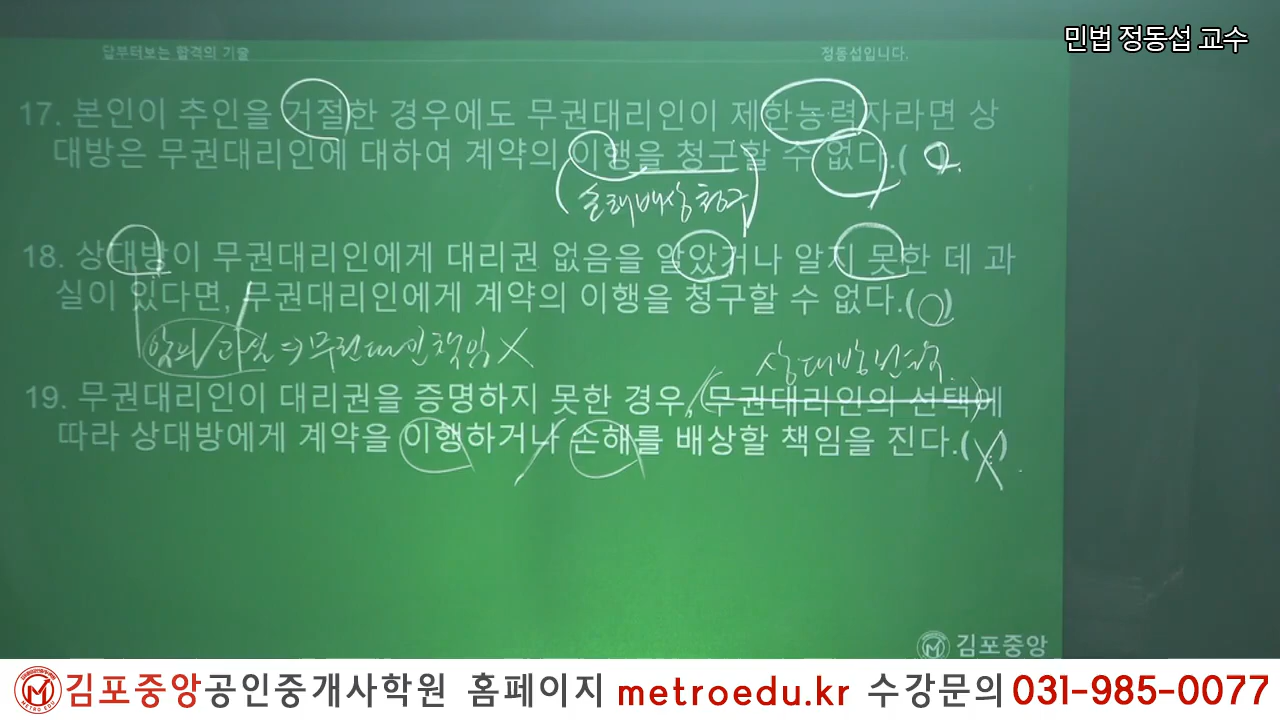 민법 정동섭 교수
답부터보는 합격의 기술
정동섭입니다.
17. 본인이 추인을 거절한 경우에도 무권대리인이 제한능력자라면 상
대방은 무권대리인에 대하여 계약의 이행을 청구할 수 없다.( O ).
(손해배상청구)
18. 상대방이 무권대리인에게 대리권 없음을 알았거나 알지 못한 데 과
실이 있다면, 무권대리인에게 계약의 이행을 청구할 수 없다.( O )
악의/과실 ⇒ 무권대리인책임 X
상대방선택
19. 무권대리인이 대리권을 증명하지 못한 경우, (무권대리인의 선택)에
따라 상대방에게 계약을 이행하거나 손해를 배상할 책임을 진다.( X )
김포중앙
METRO EDU
김포중앙공인중개사학원 홈페이지 metroedu.kr 수강문의 031-985-0077